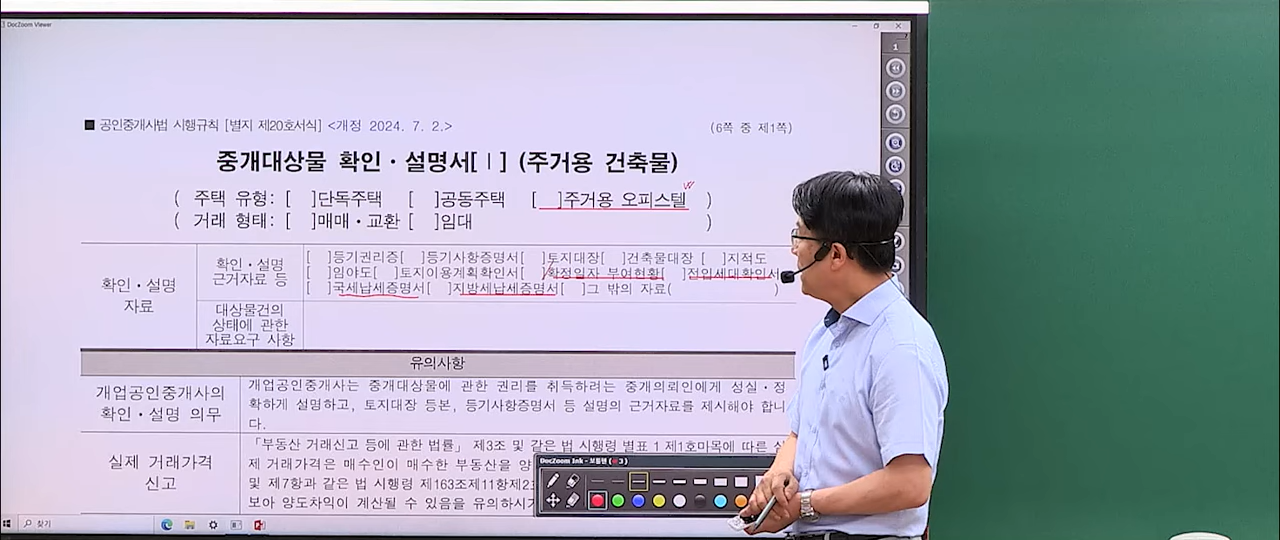 DocZoom Viewer
1
■ 공인중개사법 시행규칙 [별지 제20호서식] <개정 2024. 7. 2.> (6쪽 중 제1쪽)
중개대상물 확인·설명서[Ⅰ] (주거용 건축물)
( 주택 유형: [ ]단독주택 [ ]공동주택 [ ]주거용 오피스텔 )
( 거래 형태: [ ]매매·교환 [ ]임대 )
확인·설명
자료
확인·설명
근거자료 등
[ ]등기권리증[ ]등기사항증명서[ ]토지대장[ ]건축물대장 [ ]지적도
[ ]임야도[ ]토지이용계획확인서[ ]확정일자 부여현황[ ]전입세대확인서
[ ]국세납세증명서[ ]지방세납세증명서[ ]그 밖의 자료( )
대상물건의
상태에 관한
자료요구 사항
유의사항
개업공인중개사의
확인·설명 의무
개업공인중개사는 중개대상물에 관한 권리를 취득하려는 중개의뢰인에게 성실·정
확하게 설명하고, 토지대장 등본, 등기사항증명서 등 설명의 근거자료를 제시해야 합니
다.
실제 거래가격
신고
「부동산 거래신고 등에 관한 법률」 제3조 및 같은 법 시행령 별표 1 제1호마목에 따른 실
제 거래가격은 매수인이 매수한 부동산을 양
및 제7항과 같은 법 시행령 제163조제11항제2호
보아 양도차익이 계산될 수 있음을 유의하시기
DocZoom Ink - 보통펜 ( 3 )
찾기